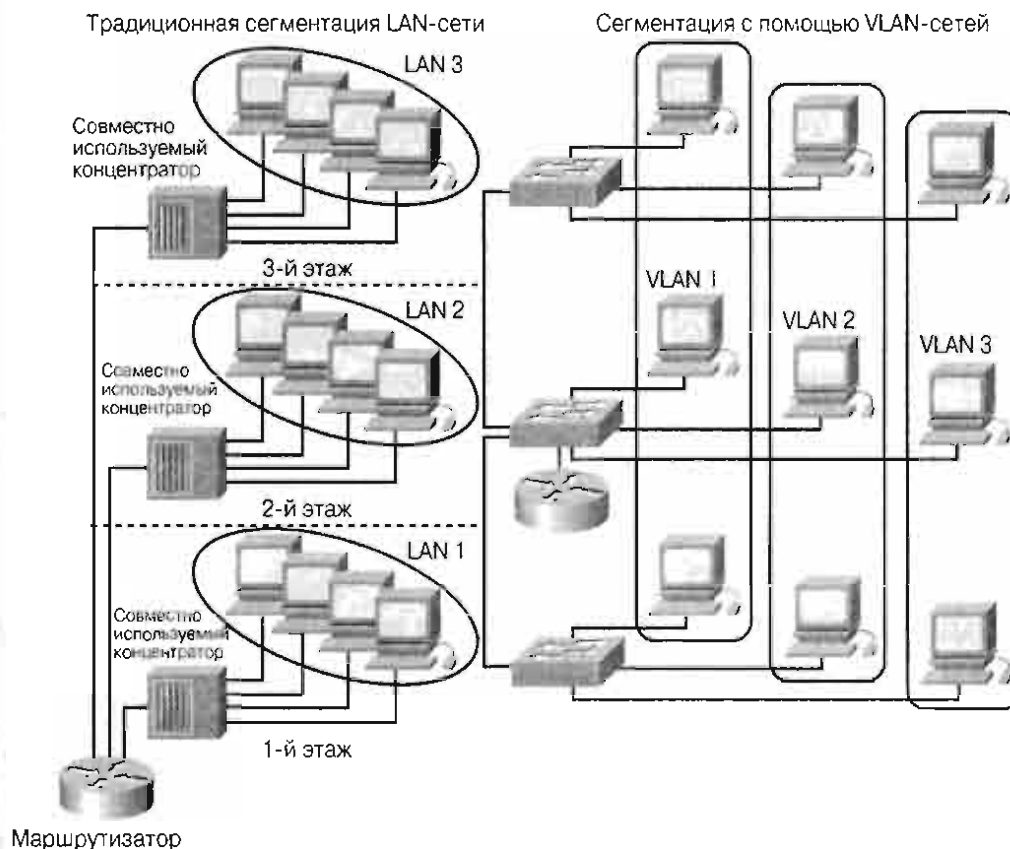 Традиционная сегментация LAN-сети
Сегментация с помощью VLAN-сетей
LAN 3
Совместно
используемый
концентратор
3-й этаж
LAN 2
Совместно
используемый
концентратор
2-й этаж
LAN 1
Совместно
используемый
концентратор
1-й этаж
Маршрутизатор
VLAN 1
VLAN 2
VLAN 3